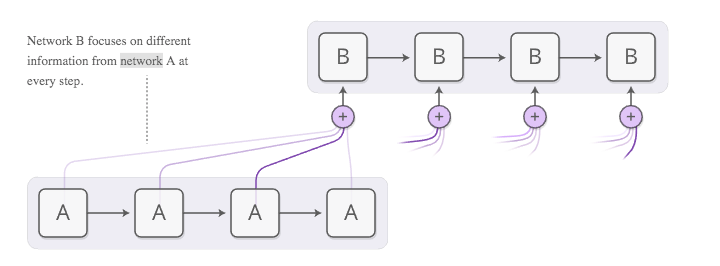 Network B focuses on different
information from network A at
every step.
B B B B
+ + + +
A A A A